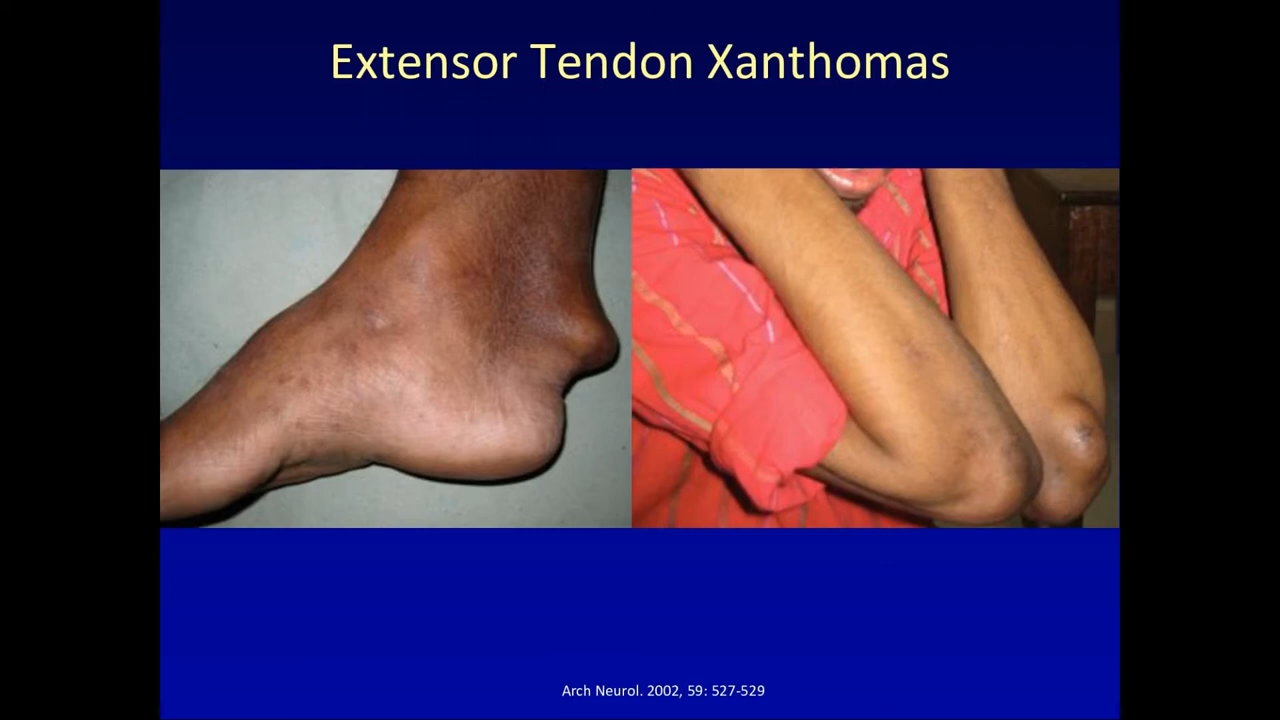 Extensor Tendon Xanthomas
Arch Neurol. 2002, 59: 527-529